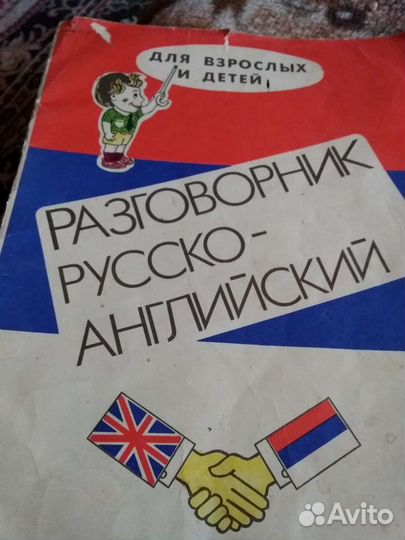 ДЛЯ ВЗРОСЛЫХ
И ДЕТЕЙ
РАЗГОВОРНИК
РУССКО-
АНГЛИЙСКИЙ
Avito